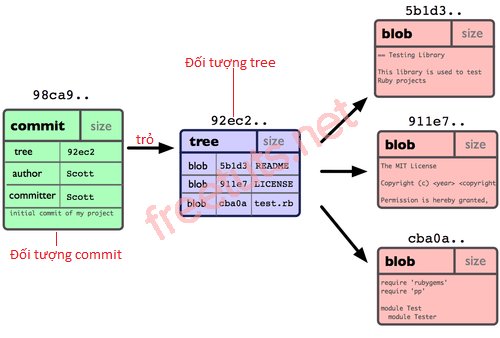 98ca9..
commit size
tree 92ec2
author Scott
committer Scott
initial commit of my project
Đối tượng commit
trỏ
Đối tượng tree
92ec2..
tree size
blob 5b1d3 README
blob 911e7 LICENSE
blob cba0a test.rb
5b1d3..
blob size
== Testing Library
This library is used to test
Ruby projects
911e7..
blob size
The MIT License
Copyright (c) <year> <copyright
Permission is hereby granted,
cba0a..
blob size
require 'rubygems'
require 'pp'
module Test
module Tester
freetuts.net